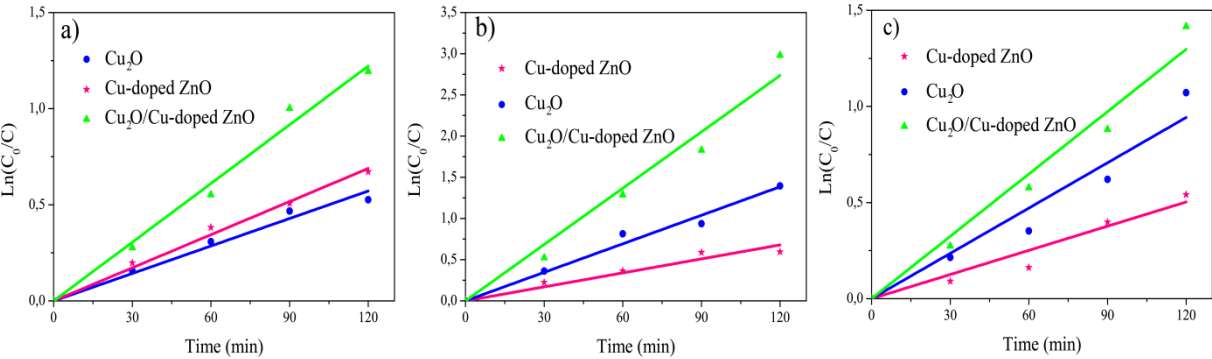 a)
Cu₂O
Cu-doped ZnO
Cu₂O/Cu-doped ZnO
Ln(C₀/C)
1,5
1,0
0,5
0,0
0 30 60 90 120
Time (min)
b)
Cu-doped ZnO
Cu₂O
Cu₂O/Cu-doped ZnO
Ln(C₀/C)
3,5
3,0
2,5
2,0
1,5
1,0
0,5
0,0
0 30 60 90 120
Time (min)
c)
Cu-doped ZnO
Cu₂O
Cu₂O/Cu-doped ZnO
Ln(C₀/C)
1,5
1,0
0,5
0,0
0 30 60 90 120
Time (min)